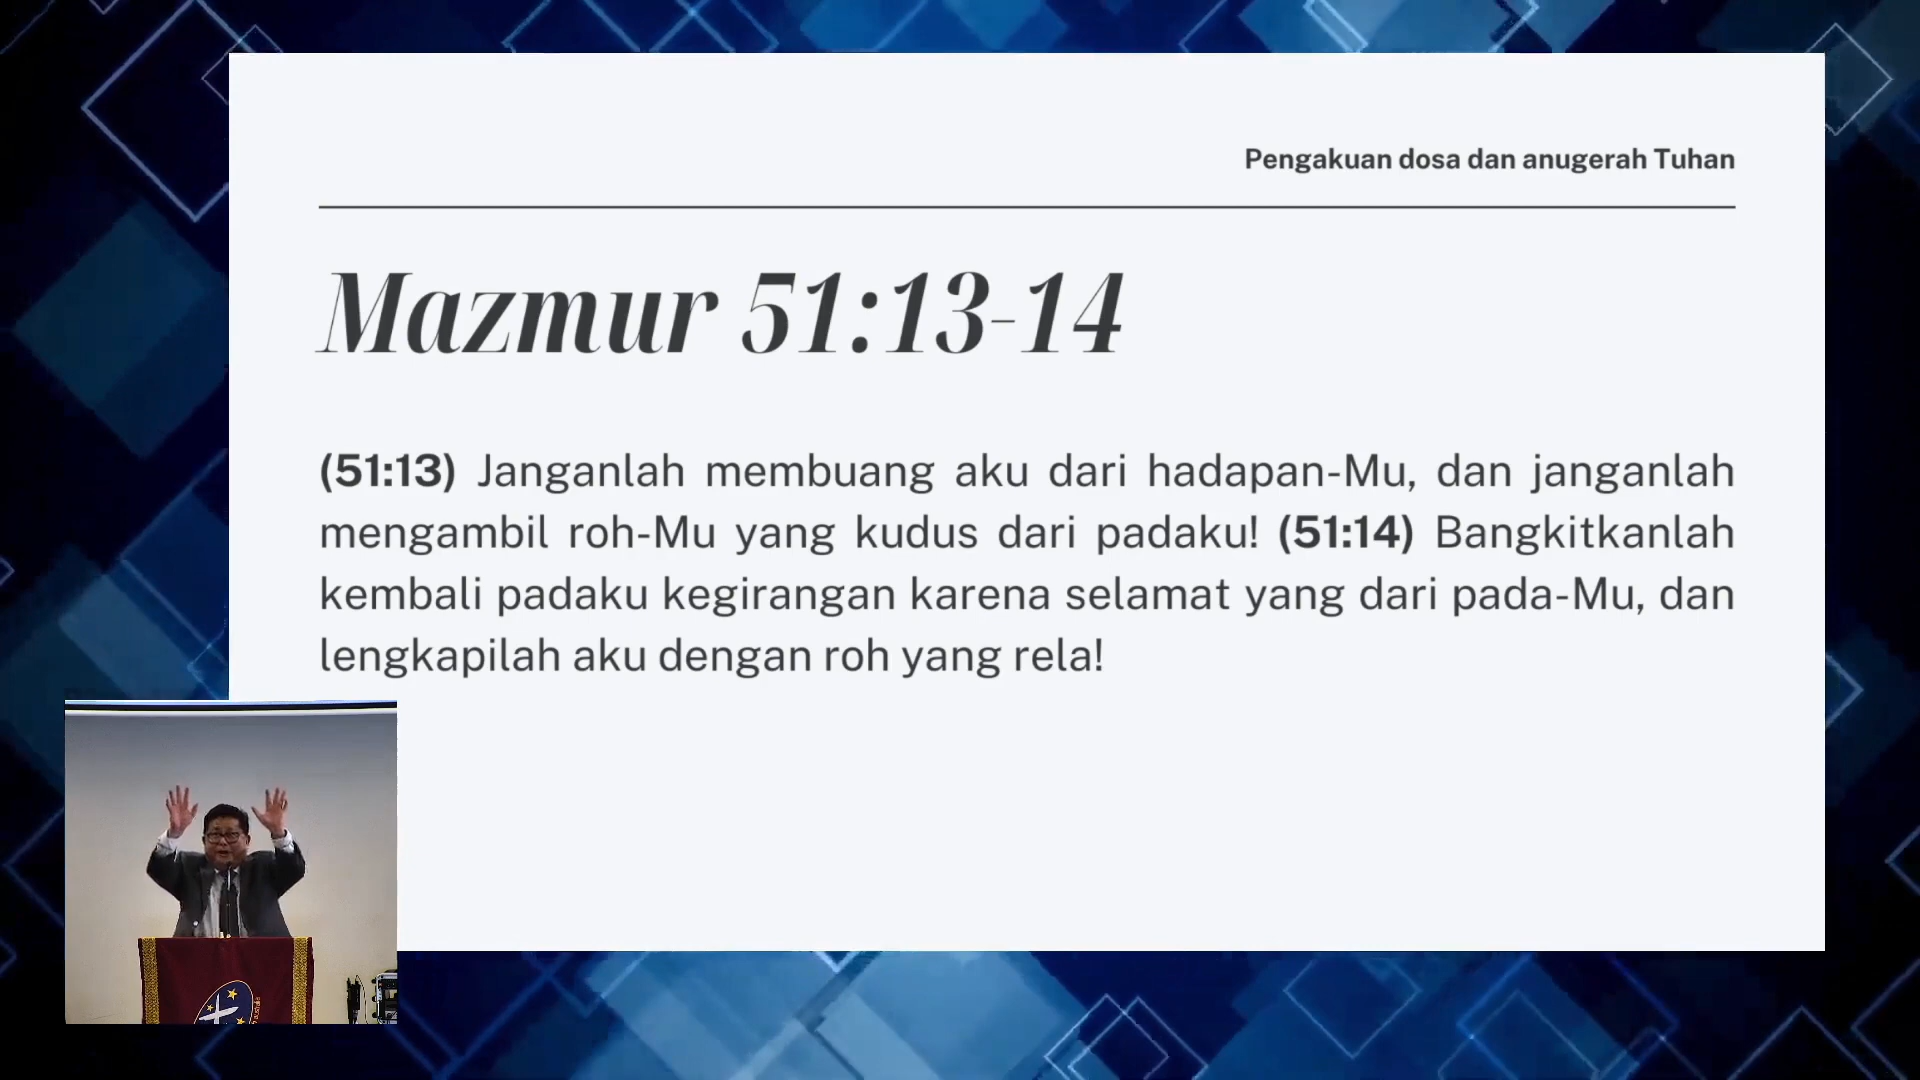 Pengakuan dosa dan anugerah Tuhan
Mazmur 51:13-14
(51:13) Janganlah membuang aku dari hadapan-Mu, dan janganlah
mengambil roh-Mu yang kudus dari padaku! (51:14) Bangkitkanlah
kembali padaku kegirangan karena selamat yang dari pada-Mu, dan
lengkapilah aku dengan roh yang rela!